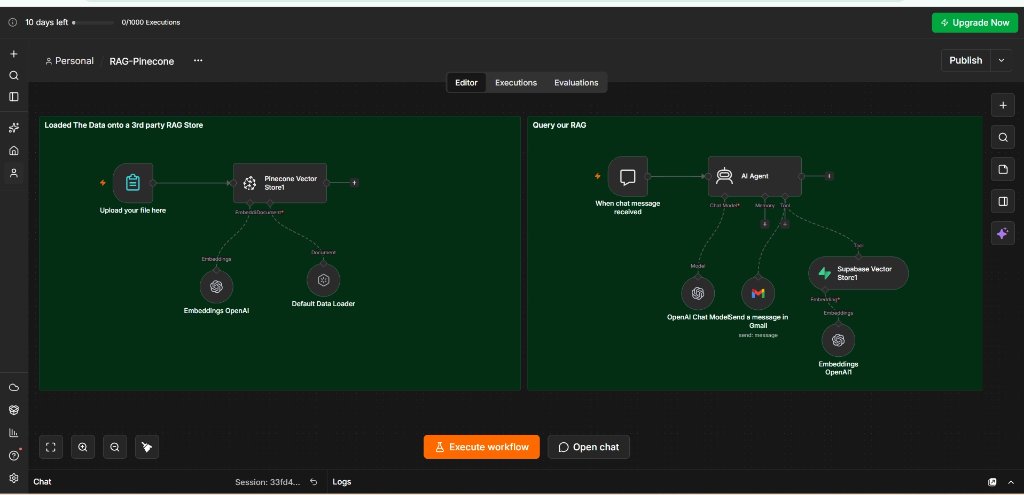 10 days left
0/1000 Executions
Upgrade Now
Personal
RAG-Pinecone
Publish
Editor
Executions
Evaluations
Loaded The Data onto a 3rd party RAG Store
Upload your file here
Pinecone Vector
Store1
Embeddi
Document*
Embeddings
Document
Embeddings OpenAI
Default Data Loader
Query our RAG
When chat message
received
AI Agent
Chat Model*
Memory
Tool
Model
Tool
OpenAI Chat Model
Send a message in
Gmail
send: message
Supabase Vector
Store1
Embedding*
Embeddings
Embeddings
OpenAI1
Execute workflow
Open chat
Chat
Session: 33fd4...
Logs